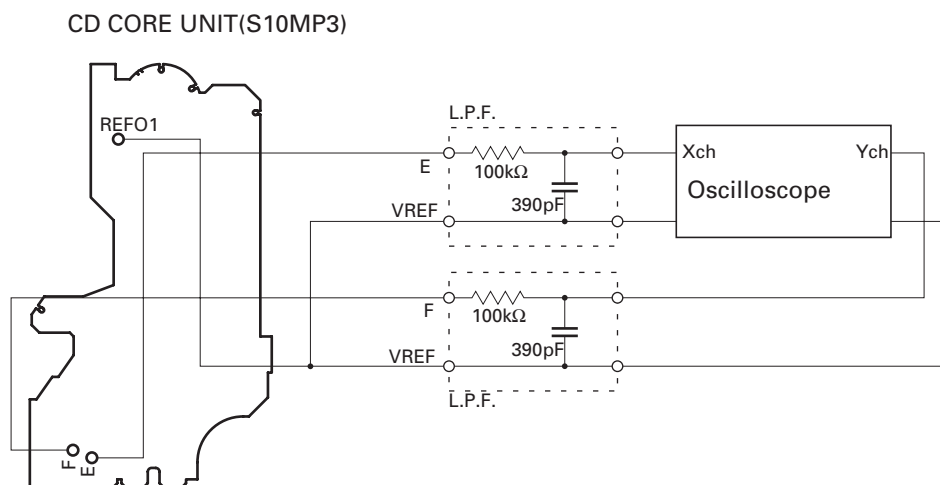 CD CORE UNIT(S10MP3)
REFO1
L.P.F.
E
100kΩ
390pF
VREF
Xch
Ych
Oscilloscope
F
100kΩ
390pF
VREF
L.P.F.
F
E